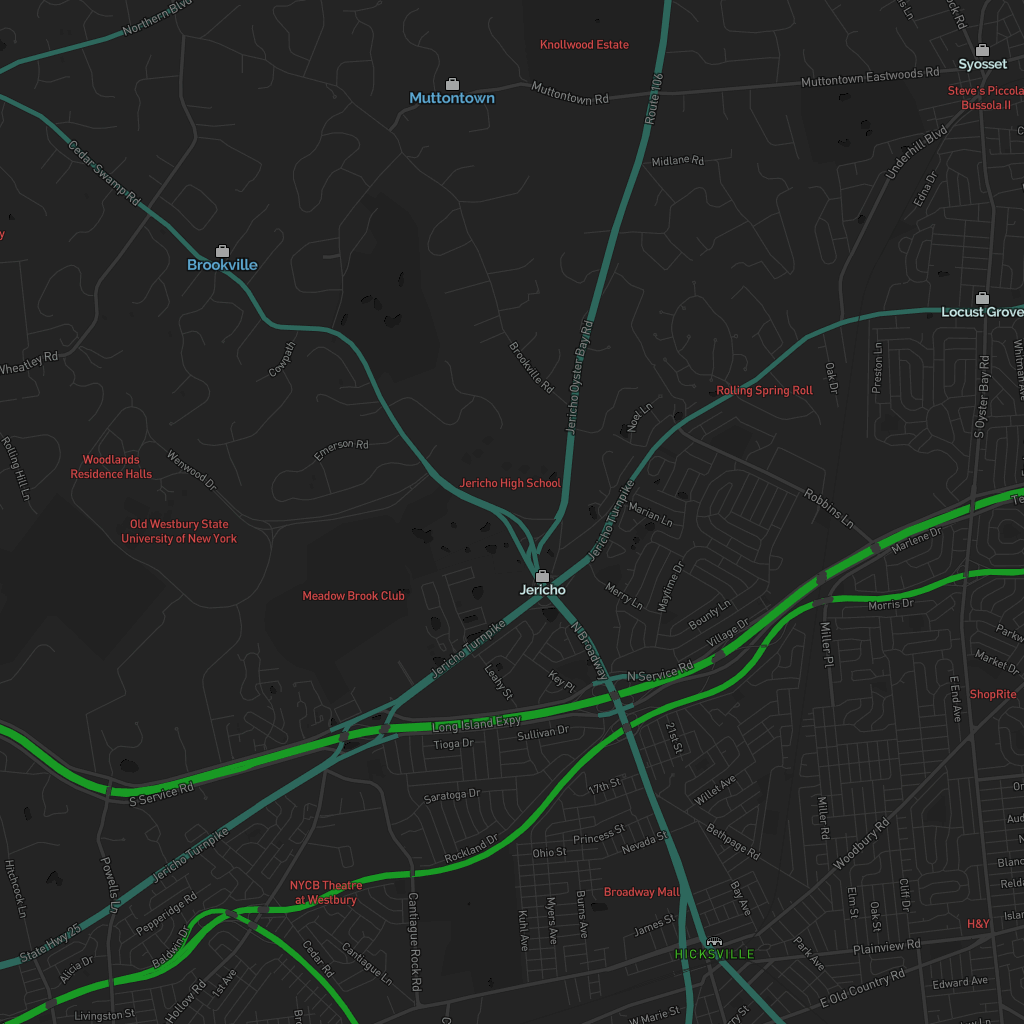 Northern Blvd
Knollwood Estate
Syosset
Muttontown
Muttontown Rd
Muttontown Eastwoods Rd
Route 106
Steve's Piccola
Bussola II
Cedar Swamp Rd
Midlane Rd
Underhill Blvd
Edna Dr
Brookville
Locust Grove
Wheatley Rd
Cowpath
Brookville Rd
Jericho Oyster Bay Rd
Oak Dr
Preston Ln
S Oyster Bay Rd
Rolling Spring Roll
Noel Ln
Emerson Rd
Rolling Hill Ln
Woodlands
Residence Halls
Wenwood Dr
Jericho High School
Jericho Turnpike
Robbins Ln
Marian Ln
Old Westbury State
University of New York
Marlene Dr
Jericho
Meadow Brook Club
Merry Ln
Maytime Dr
Morris Dr
Bounty Ln
Village Dr
Miller Pl
Jericho Turnpike
N Broadway
Leahy St
Key Pl
N Service Rd
Market Dr
E End Ave
ShopRite
Long Island Expy
Tioga Dr
Sullivan Dr
21st St
S Service Rd
Saratoga Dr
17th St
Willet Ave
Miller Rd
Woodbury Rd
Jericho Turnpike
Rockland Dr
Princess St
Ohio St
Nevada St
Bethpage Rd
Hitchcock Ln
Powells Ln
NYCB Theatre
at Westbury
Broadway Mall
Bay Ave
Elm St
Oak St
Cliff Dr
Pepperidge Rd
Cantiague Rock Rd
Kuhl Ave
Myers Ave
Burns Ave
James St
H&Y
State Hwy 25
Baldwin Dr
Alicia Dr
Cedar Rd
Cantiague Ln
HICKSVILLE
Park Ave
Plainview Rd
Hollow Rd
1st Ave
E Old Country Rd
Edward Ave
Livingston St
W Marie St